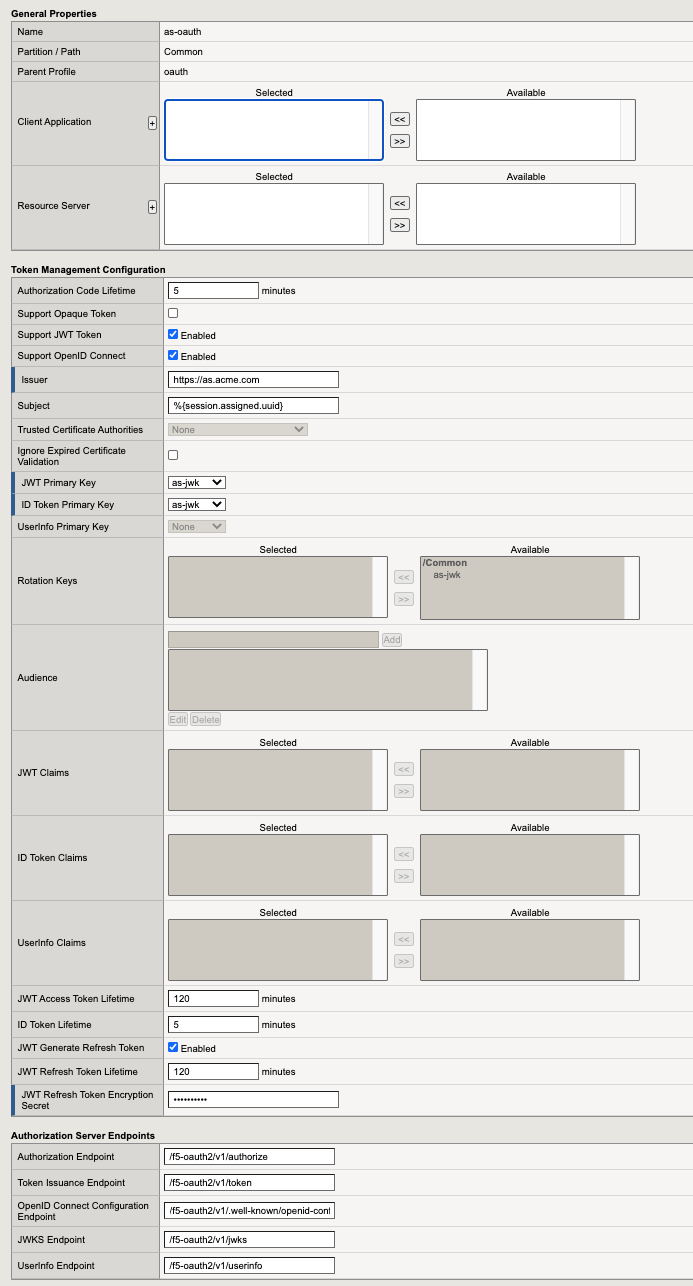 General Properties
Name as-oauth
Partition / Path Common
Parent Profile oauth
Selected Available
Client Application + << >>
Selected Available
Resource Server + << >>
Token Management Configuration
Authorization Code Lifetime 5 minutes
Support Opaque Token
Support JWT Token Enabled
Support OpenID Connect Enabled
Issuer https://as.acme.com
Subject %{session.assigned.uuid}
Trusted Certificate Authorities None
Ignore Expired Certificate
Validation
JWT Primary Key as-jwk
ID Token Primary Key as-jwk
UserInfo Primary Key None
Selected Available
/Common
Rotation Keys << as-jwk
>>
Add
Audience
Edit Delete
Selected Available
JWT Claims << >>
Selected Available
ID Token Claims << >>
Selected Available
UserInfo Claims << >>
JWT Access Token Lifetime 120 minutes
ID Token Lifetime 5 minutes
JWT Generate Refresh Token Enabled
JWT Refresh Token Lifetime 120 minutes
JWT Refresh Token Encryption
Secret ••••••••••
Authorization Server Endpoints
Authorization Endpoint /f5-oauth2/v1/authorize
Token Issuance Endpoint /f5-oauth2/v1/token
OpenID Connect Configuration
Endpoint /f5-oauth2/v1/.well-known/openid-conf
JWKS Endpoint /f5-oauth2/v1/jwks
UserInfo Endpoint /f5-oauth2/v1/userinfo